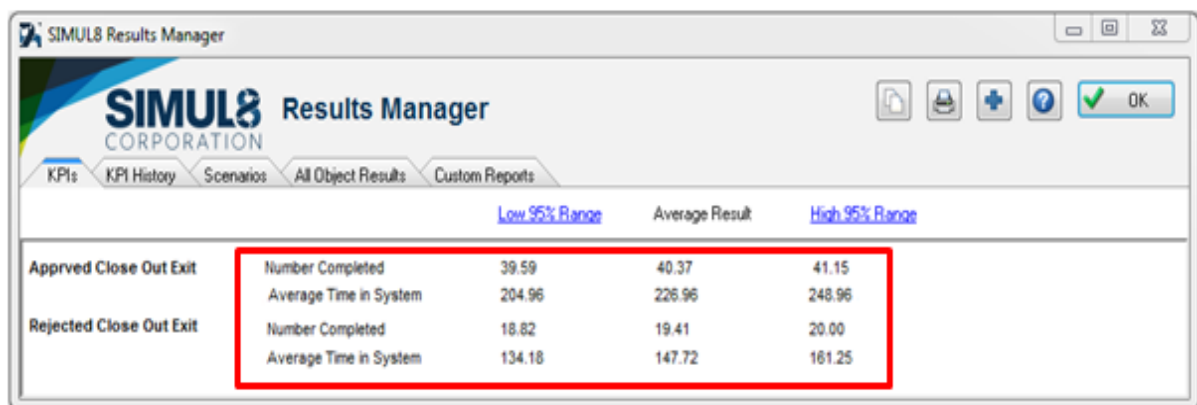 SIMUL8 Results Manager
SIMUL8 Results Manager
CORPORATION
OK
KPIs KPI History Scenarios All Object Results Custom Reports
Low 95% Range Average Result High 95% Range
Apprved Close Out Exit Number Completed 39.59 40.37 41.15
Average Time in System 204.96 226.96 248.96
Rejected Close Out Exit Number Completed 18.82 19.41 20.00
Average Time in System 134.18 147.72 161.25